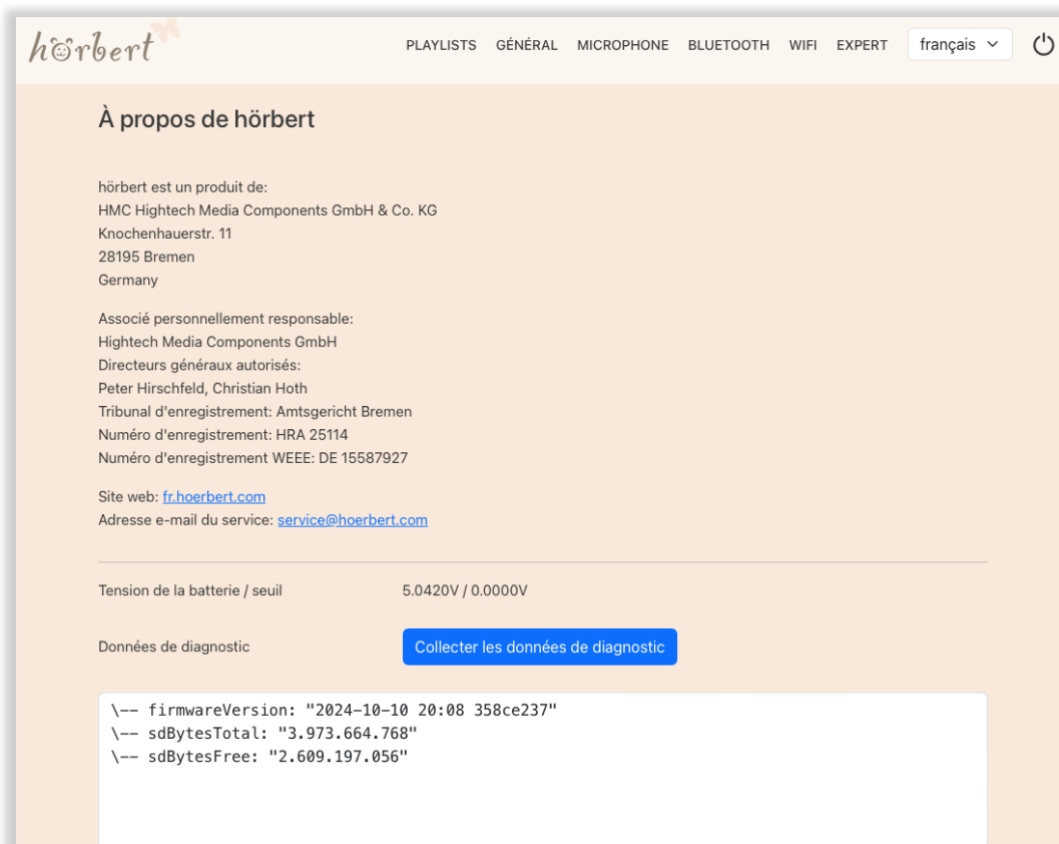 hörbert
PLAYLISTS GÉNÉRAL MICROPHONE BLUETOOTH WIFI EXPERT français
À propos de hörbert
hörbert est un produit de:
HMC Hightech Media Components GmbH & Co. KG
Knochenhauerstr. 11
28195 Bremen
Germany
Associé personnellement responsable:
Hightech Media Components GmbH
Directeurs généraux autorisés:
Peter Hirschfeld, Christian Hoth
Tribunal d'enregistrement: Amtsgericht Bremen
Numéro d'enregistrement: HRA 25114
Numéro d'enregistrement WEEE: DE 15587927
Site web: fr.hoerbert.com
Adresse e-mail du service: service@hoerbert.com
Tension de la batterie / seuil 5.0420V / 0.0000V
Données de diagnostic Collecter les données de diagnostic
\-- firmwareVersion: "2024-10-10 20:08 358ce237"
\-- sdBytesTotal: "3.973.664.768"
\-- sdBytesFree: "2.609.197.056"